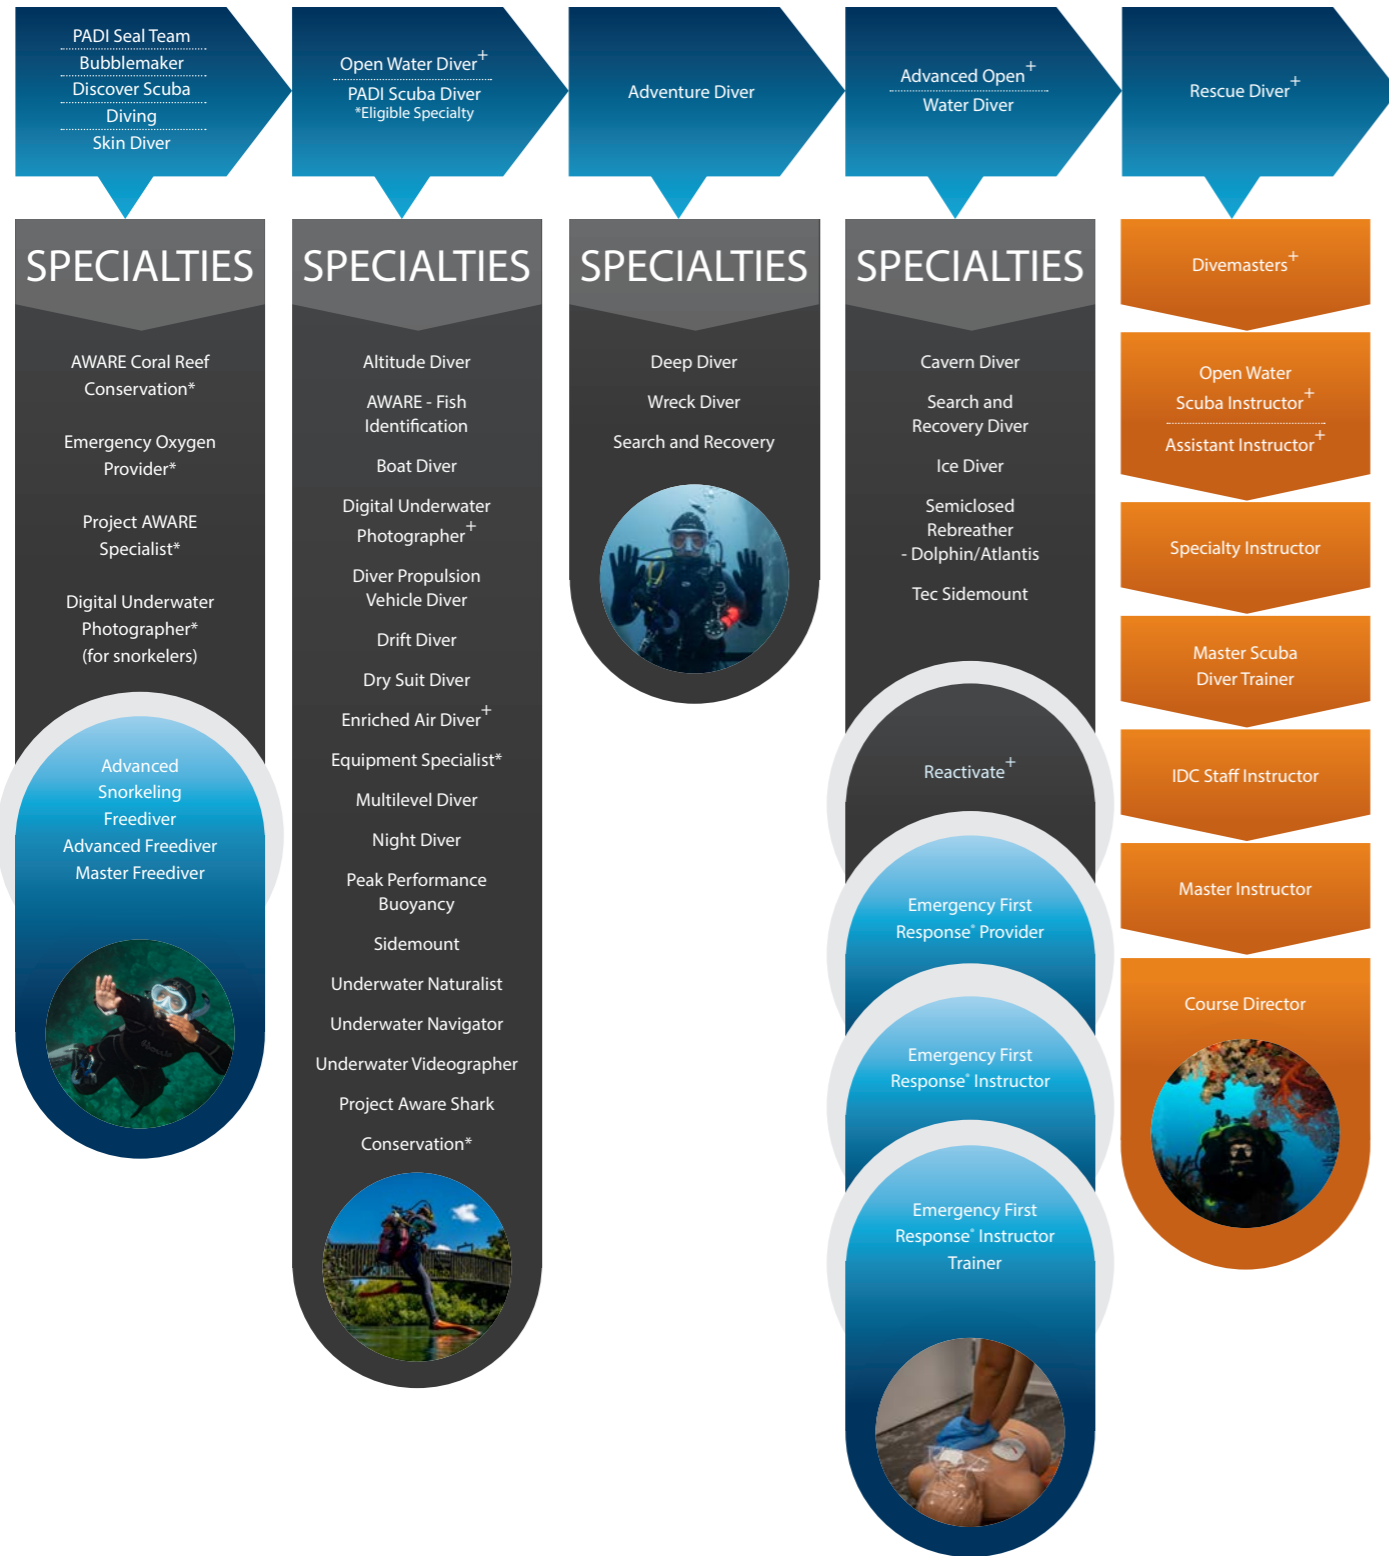 PADI Seal Team
Bubblemaker
Discover Scuba
Diving
Skin Diver
Open Water Diver+
PADI Scuba Diver
*Eligible Specialty
Adventure Diver
Advanced Open+
Water Diver
Rescue Diver+
SPECIALTIES
AWARE Coral Reef
Conservation*
Emergency Oxygen
Provider*
Project AWARE
Specialist*
Digital Underwater
Photographer*
(for snorkelers)
Advanced
Snorkeling
Freediver
Advanced Freediver
Master Freediver
SPECIALTIES
Altitude Diver
AWARE - Fish
Identification
Boat Diver
Digital Underwater
Photographer+
Diver Propulsion
Vehicle Diver
Drift Diver
Dry Suit Diver
Enriched Air Diver+
Equipment Specialist*
Multilevel Diver
Night Diver
Peak Performance
Buoyancy
Sidemount
Underwater Naturalist
Underwater Navigator
Underwater Videographer
Project Aware Shark
Conservation*
SPECIALTIES
Deep Diver
Wreck Diver
Search and Recovery
SPECIALTIES
Cavern Diver
Search and
Recovery Diver
Ice Diver
Semiclosed
Rebreather
- Dolphin/Atlantis
Tec Sidemount
Reactivate+
Emergency First
Response® Provider
Emergency First
Response® Instructor
Emergency First
Response® Instructor
Trainer
Divemasters+
Open Water
Scuba Instructor+
Assistant Instructor+
Specialty Instructor
Master Scuba
Diver Trainer
IDC Staff Instructor
Master Instructor
Course Director